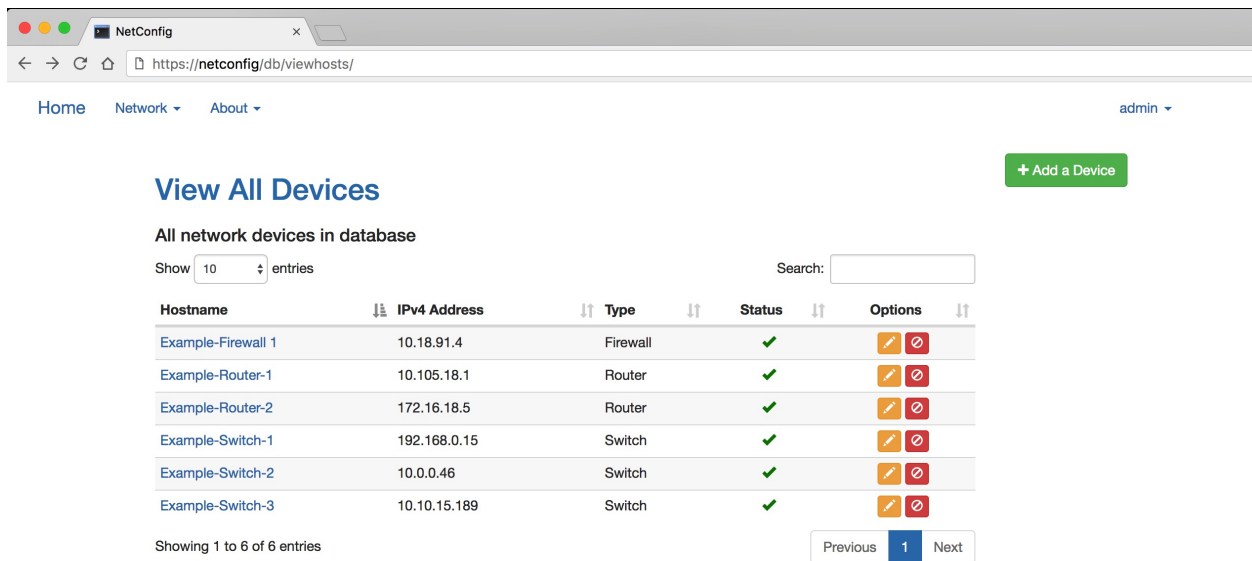 NetConfig
https://netconfig/db/viewhosts/
Home Network About admin
+ Add a Device
View All Devices
All network devices in database
Show 10 entries Search:
Hostname IPv4 Address Type Status Options
Example-Firewall 1 10.18.91.4 Firewall
Example-Router-1 10.105.18.1 Router
Example-Router-2 172.16.18.5 Router
Example-Switch-1 192.168.0.15 Switch
Example-Switch-2 10.0.0.46 Switch
Example-Switch-3 10.10.15.189 Switch
Showing 1 to 6 of 6 entries Previous 1 Next